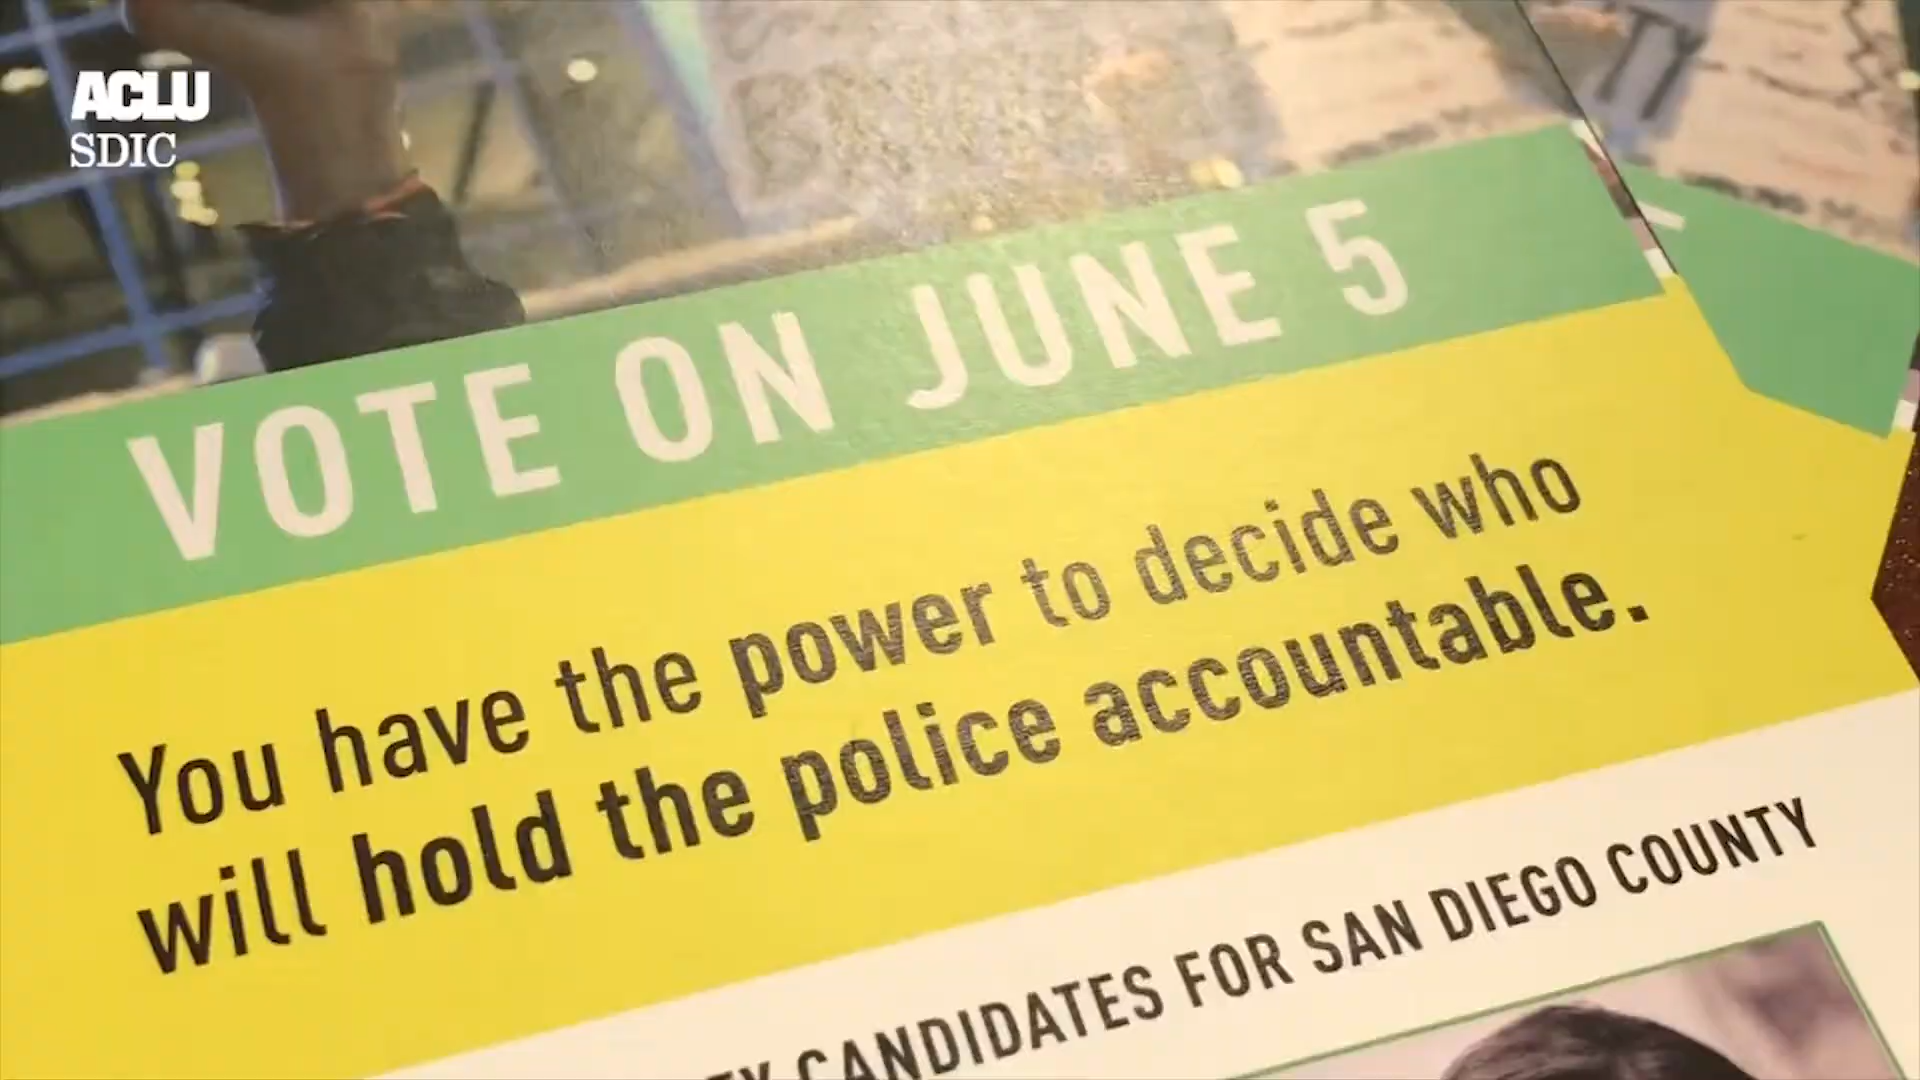 ACLU
SDIC
VOTE ON JUNE 5
You have the power to decide who
will hold the police accountable.
CANDIDATES FOR SAN DIEGO COUNTY